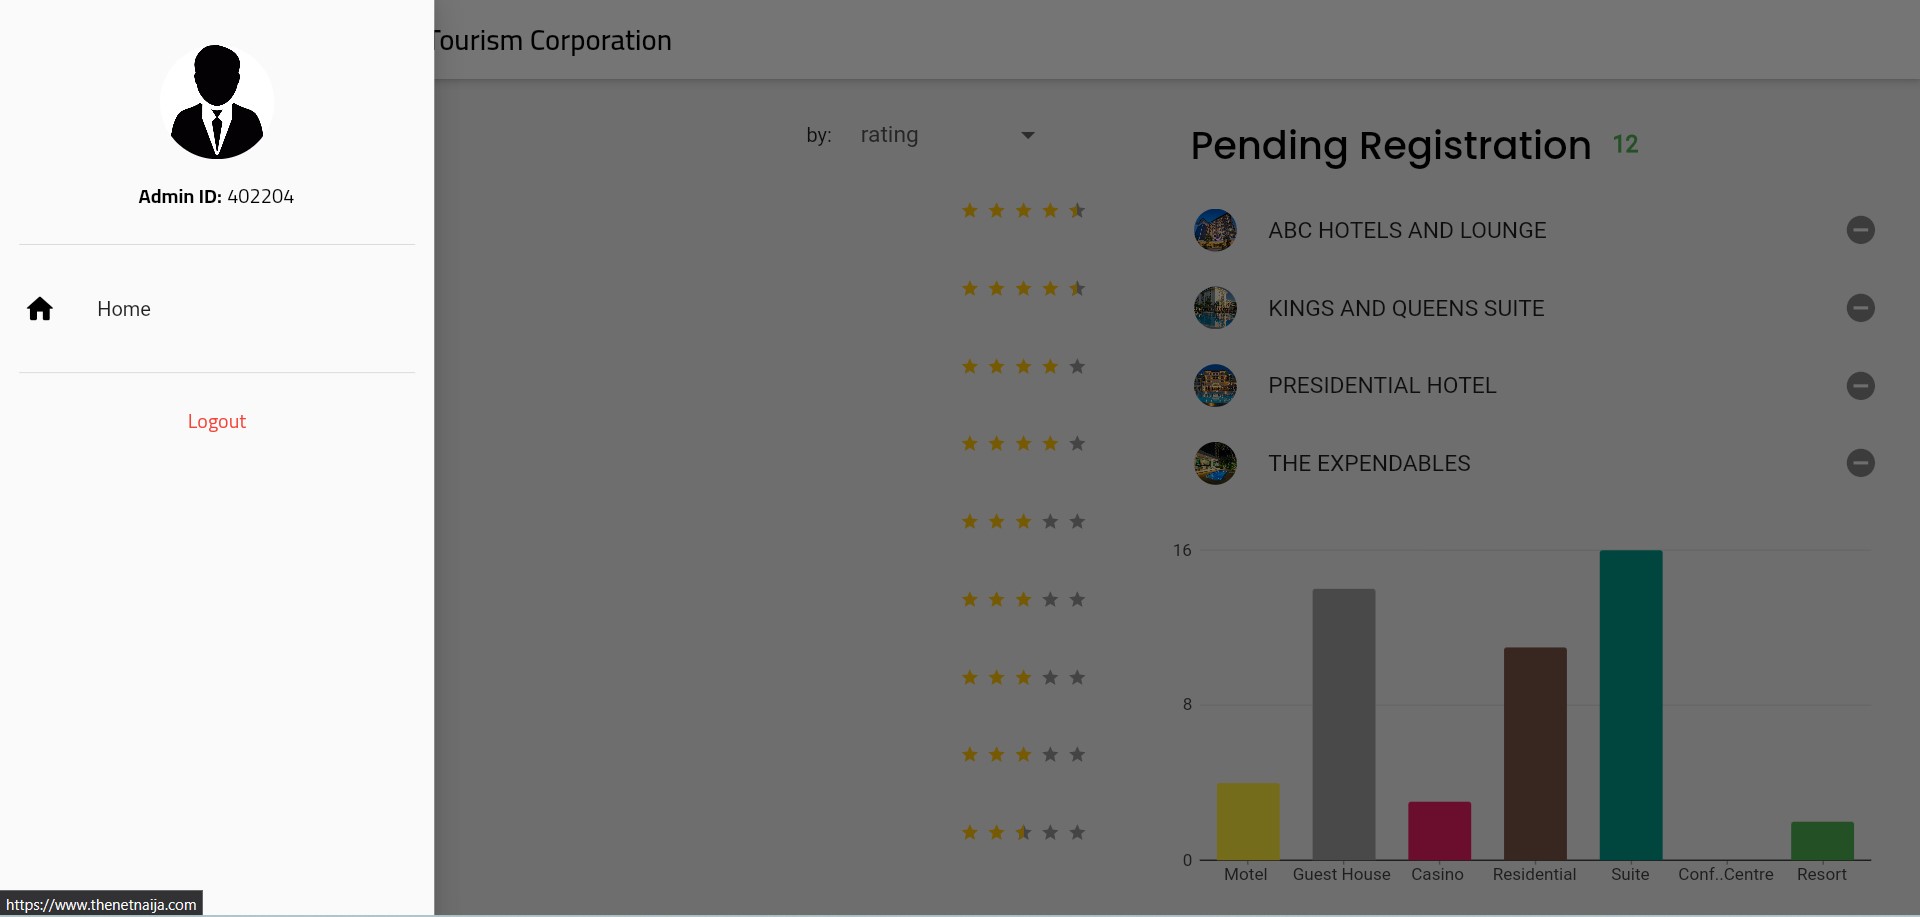 Tourism Corporation
Admin ID: 402204
Home
Logout
https://www.thenetnaija.com
by: rating
Pending Registration 12
ABC HOTELS AND LOUNGE
KINGS AND QUEENS SUITE
PRESIDENTIAL HOTEL
THE EXPENDABLES
16
8
0
Motel Guest House Casino Residential Suite Conf..Centre Resort